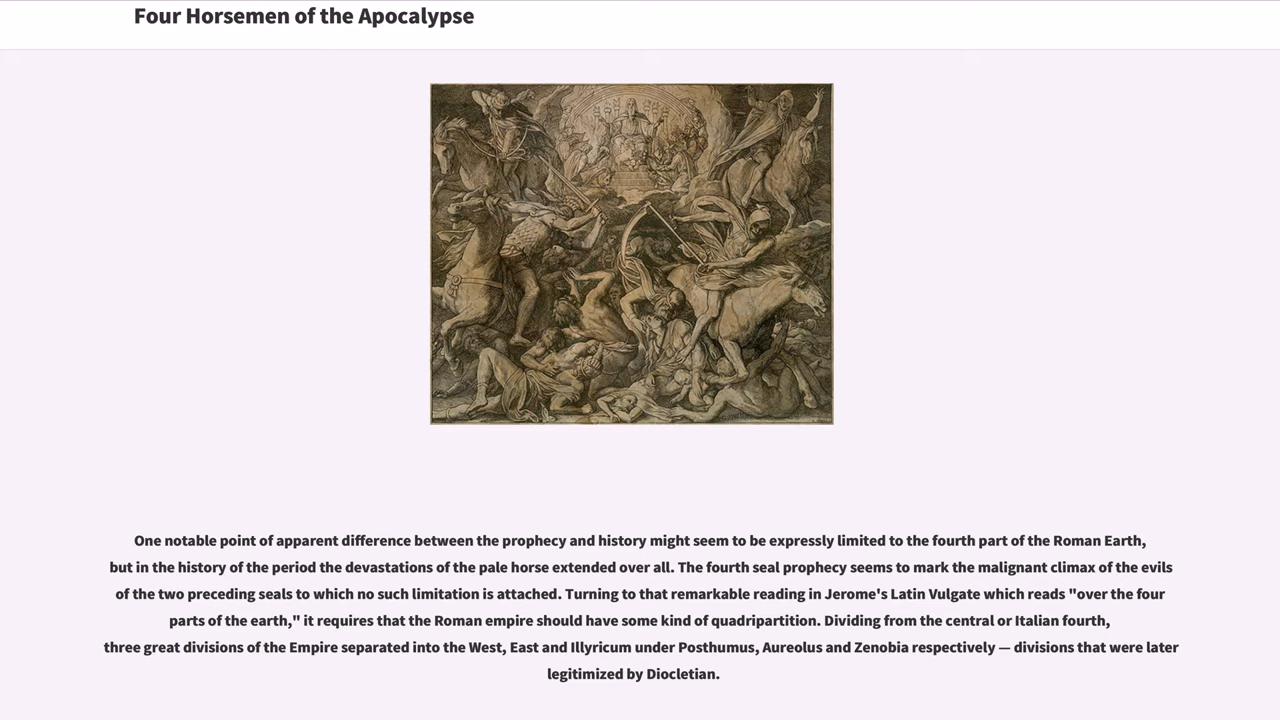 Four Horsemen of the Apocalypse
One notable point of apparent difference between the prophecy and history might seem to be expressly limited to the fourth part of the Roman Earth,
but in the history of the period the devastations of the pale horse extended over all. The fourth seal prophecy seems to mark the malignant climax of the evils
of the two preceding seals to which no such limitation is attached. Turning to that remarkable reading in Jerome's Latin Vulgate which reads "over the four
parts of the earth," it requires that the Roman empire should have some kind of quadripartition. Dividing from the central or Italian fourth,
three great divisions of the Empire separated into the West, East and Illyricum under Posthumus, Aureolus and Zenobia respectively — divisions that were later
legitimized by Diocletian.